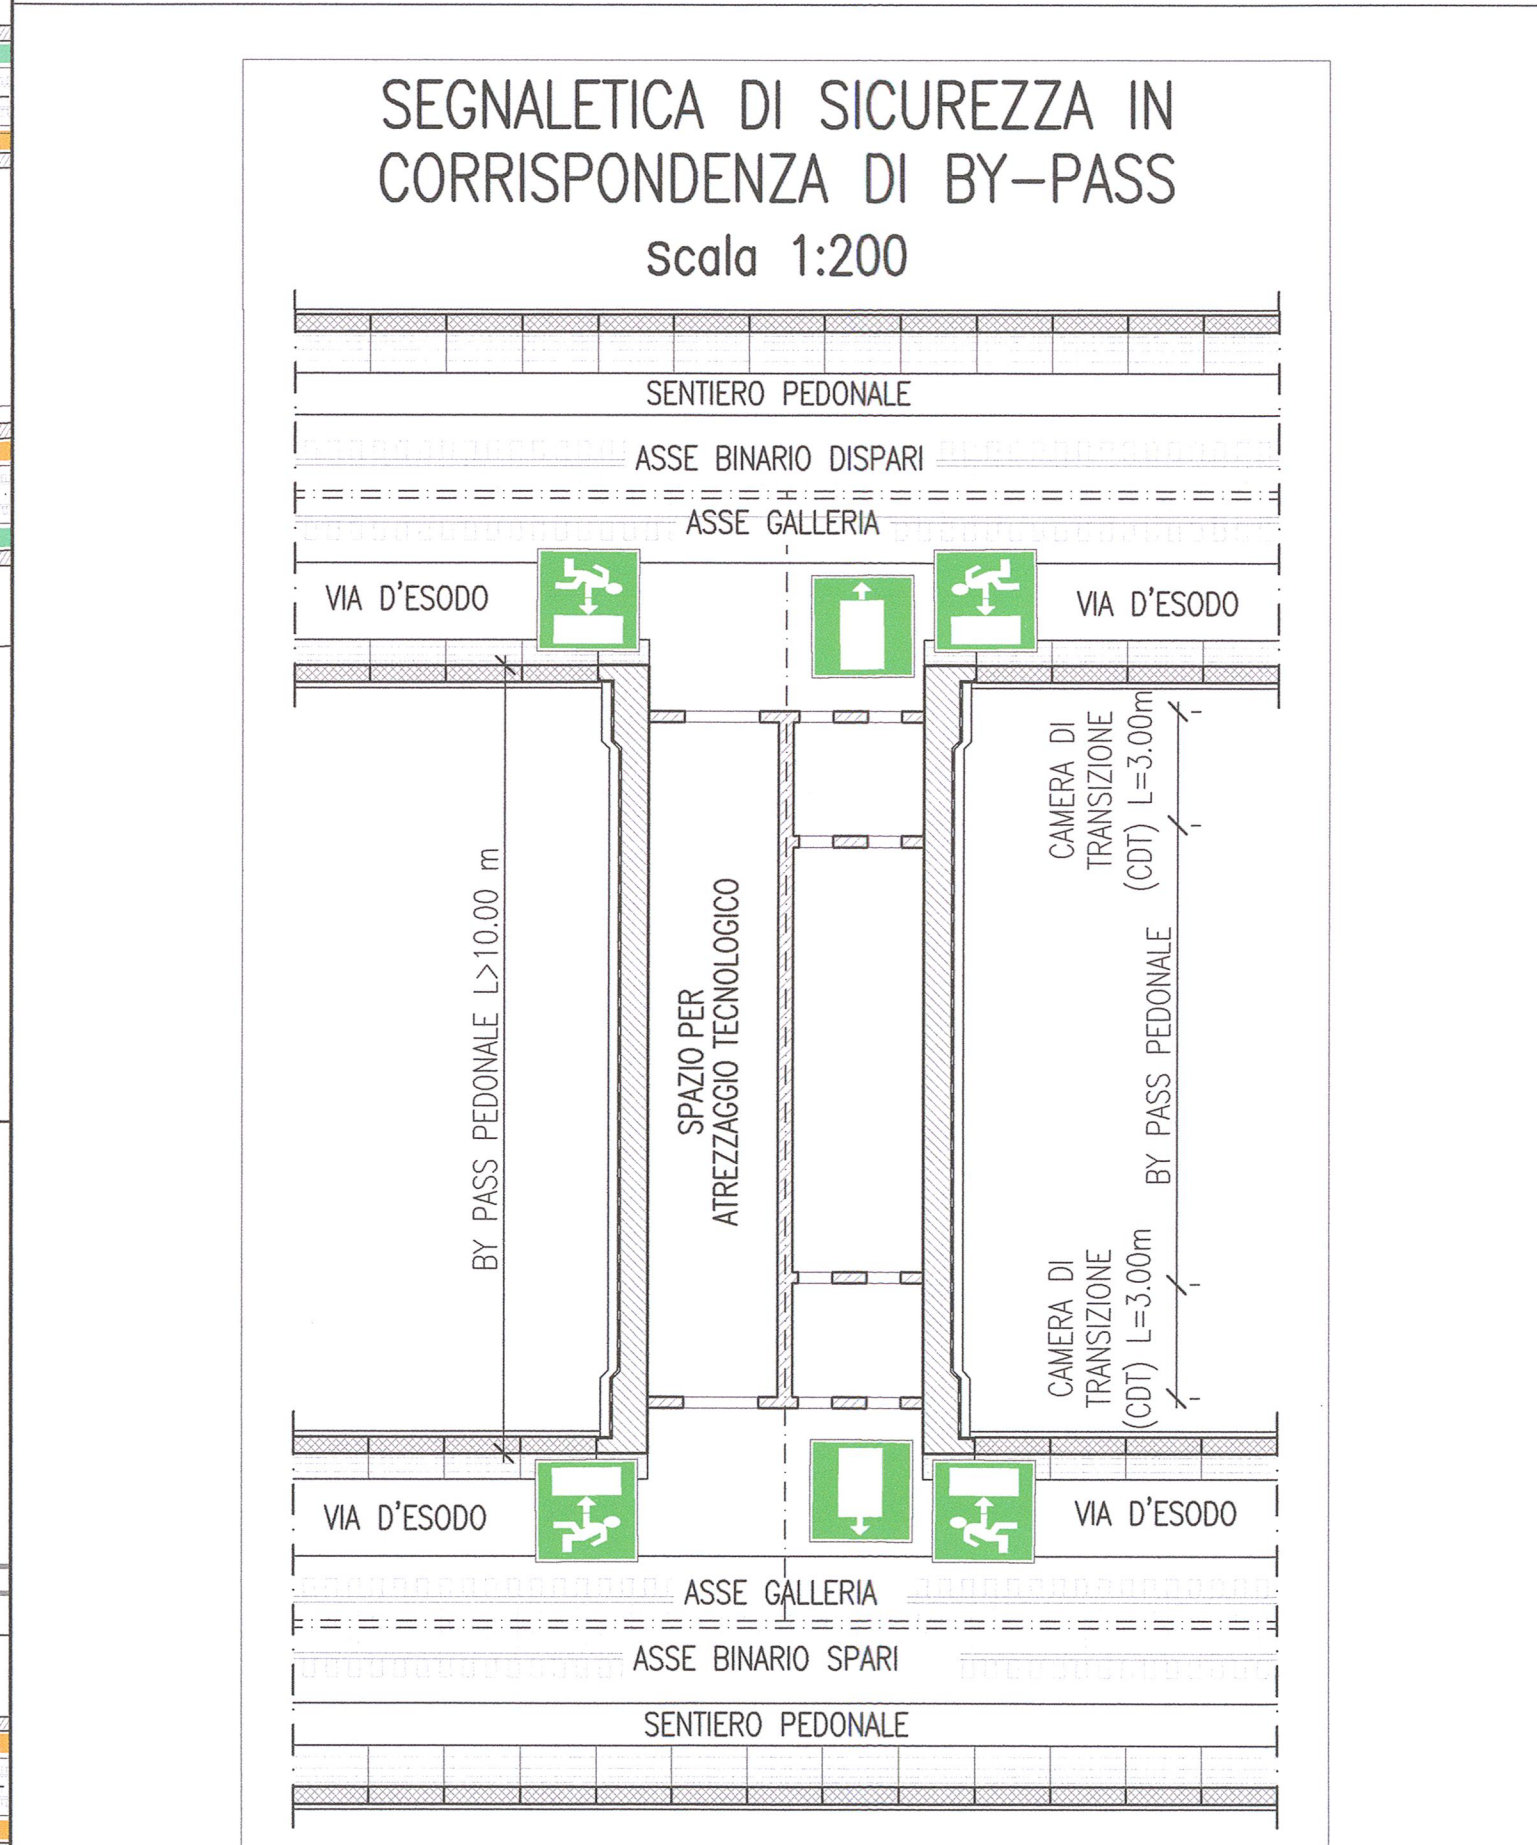 SEGNALETICA DI SICUREZZA IN
CORRISPONDENZA DI BY-PASS
scala 1:200
SENTIERO PEDONALE
ASSE BINARIO DISPARI
ASSE GALLERIA
VIA D'ESODO
VIA D'ESODO
BY PASS PEDONALE L>10.00 m
SPAZIO PER
ATREZZAGGIO TECNOLOGICO
CAMERA DI
TRANSIZIONE
(CDT) L=3.00m
BY PASS PEDONALE
CAMERA DI
TRANSIZIONE
(CDT) L=3.00m
VIA D'ESODO
VIA D'ESODO
ASSE GALLERIA
ASSE BINARIO SPARI
SENTIERO PEDONALE